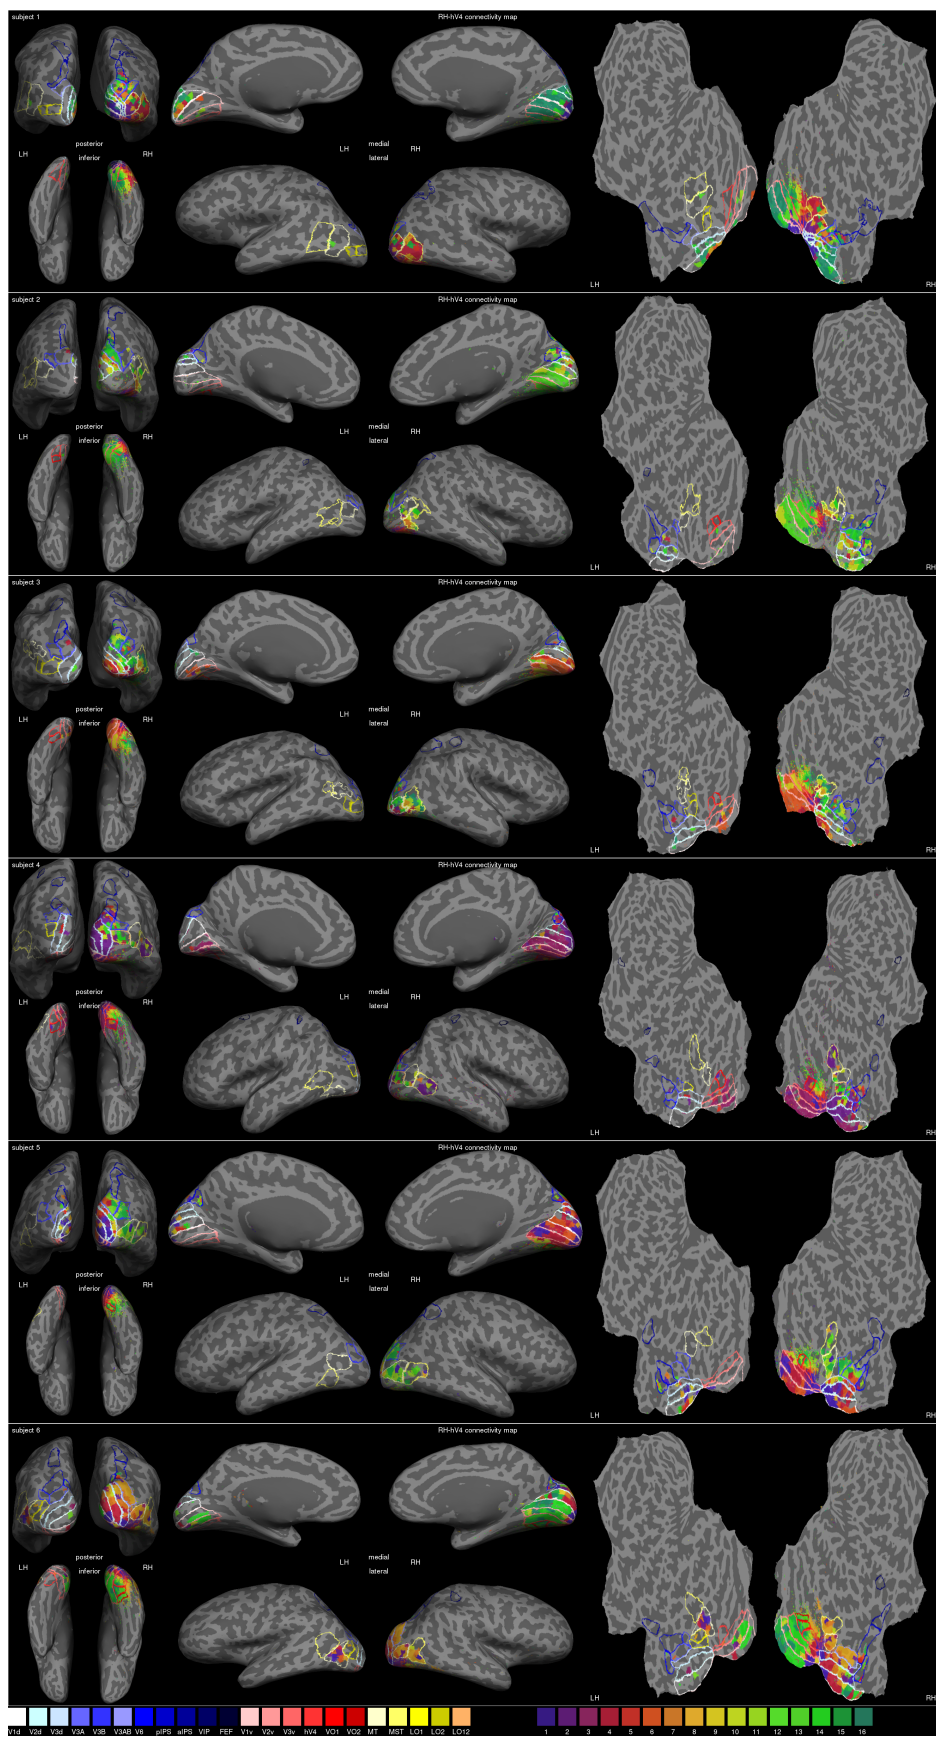 subject 1 RH-hV4 connectivity map
LH posterior RH LH medial RH
inferior lateral
LH RH
subject 2 RH-hV4 connectivity map
LH posterior RH LH medial RH
inferior lateral
LH RH
subject 3 RH-hV4 connectivity map
LH posterior RH LH medial RH
inferior lateral
LH RH
subject 4 RH-hV4 connectivity map
LH posterior RH LH medial RH
inferior lateral
LH RH
subject 5 RH-hV4 connectivity map
LH posterior RH LH medial RH
inferior lateral
LH RH
subject 6 RH-hV4 connectivity map
LH posterior RH LH medial RH
inferior lateral
LH RH
V1d V2d V3d V3A V3B V3AB V7 pIPS aIPS VIP FEF V1v V2v V3v hV4 VO1 VO2 MT MST LO1 LO2 LO12 1 2 3 4 5 6 7 8 9 10 11 12 13 14 15 16